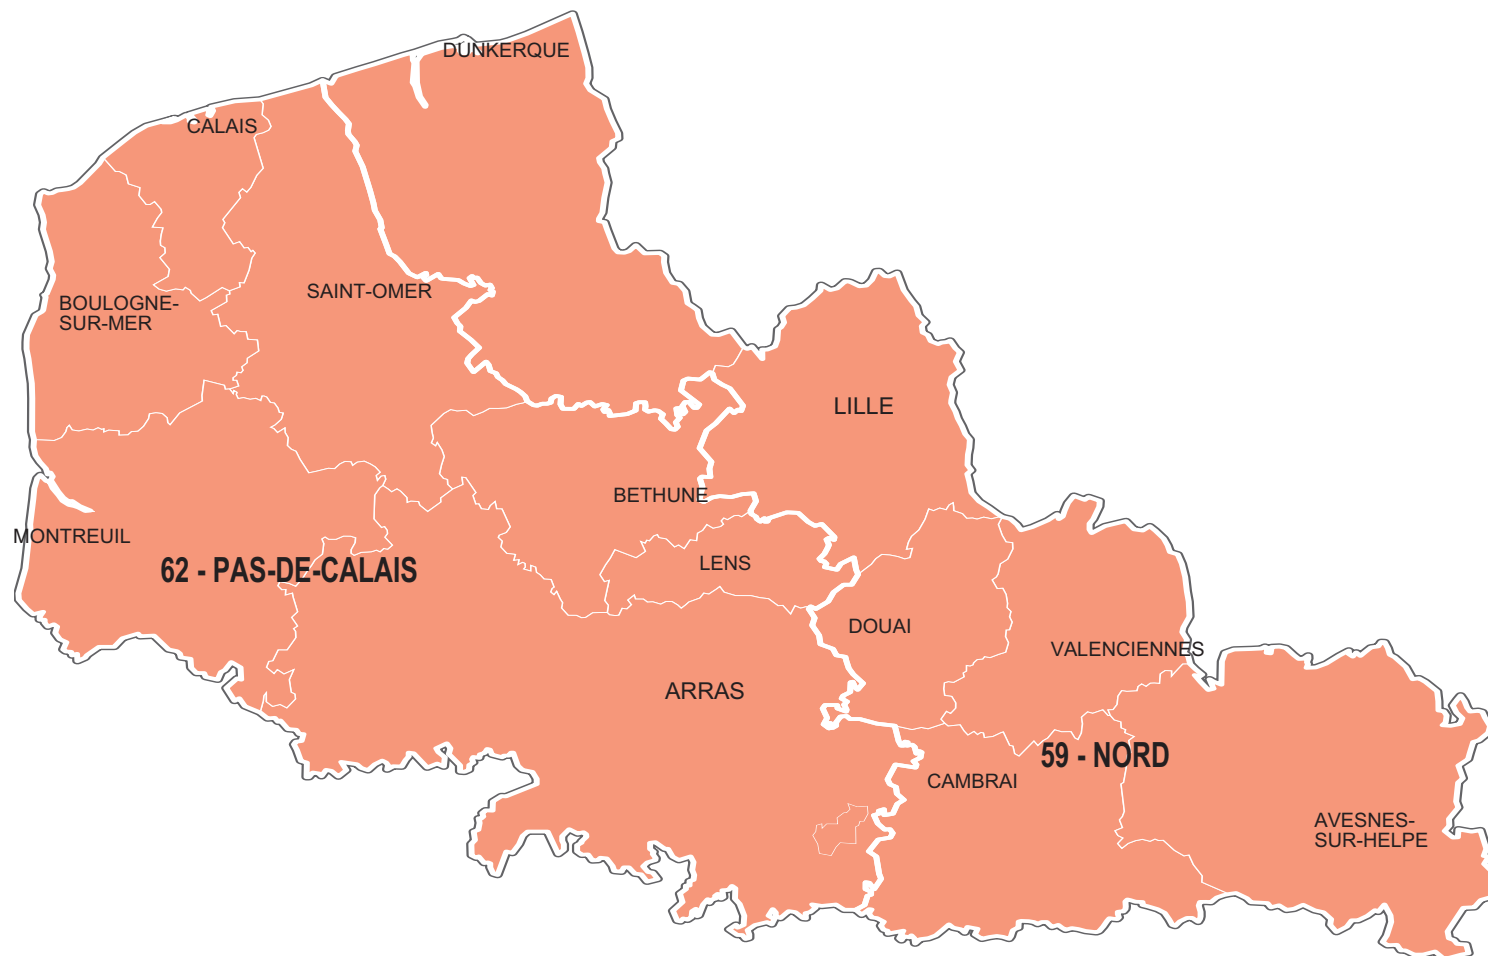 DUNKERQUE
CALAIS
SAINT-OMER
BOULOGNE-
SUR-MER
LILLE
BETHUNE
MONTREUIL
LENS
62 - PAS-DE-CALAIS
DOUAI
VALENCIENNES
ARRAS
59 - NORD
CAMBRAI
AVESNES-
SUR-HELPE